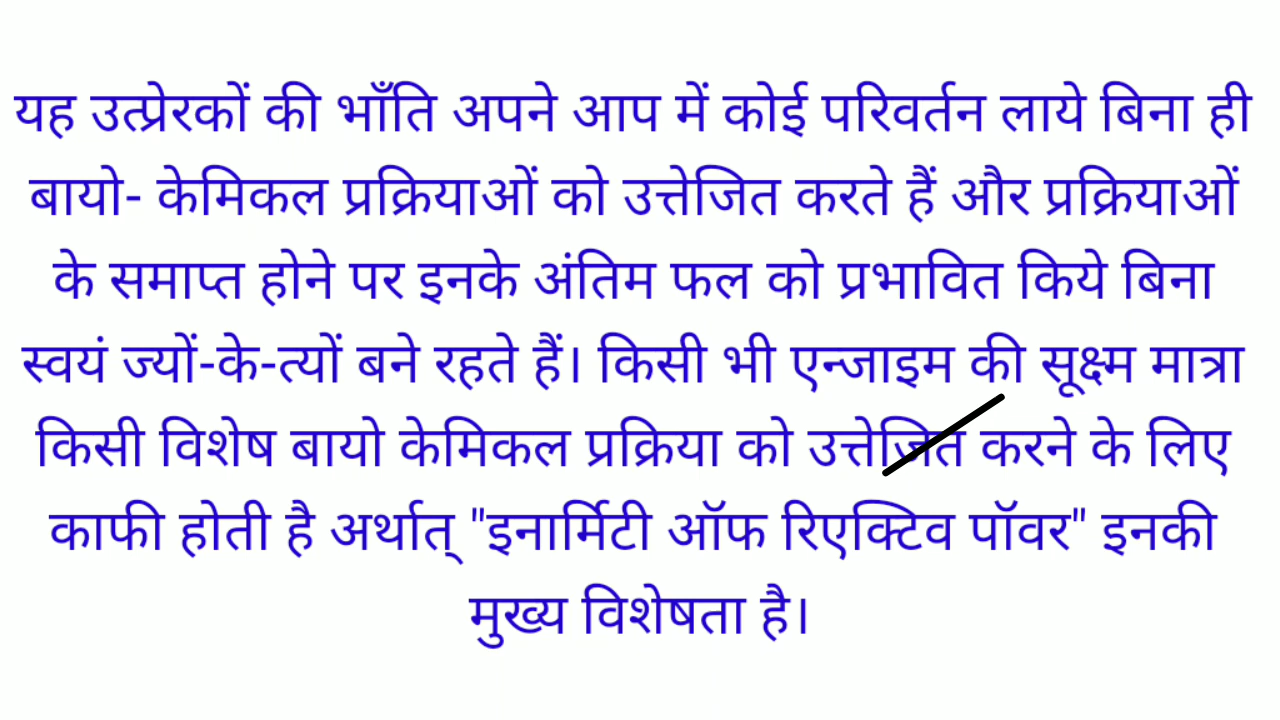 यह उत्प्रेरकों की भाँति अपने आप में कोई परिवर्तन लाये बिना ही
बायो- केमिकल प्रक्रियाओं को उत्तेजित करते हैं और प्रक्रियाओं
के समाप्त होने पर इनके अंतिम फल को प्रभावित किये बिना
स्वयं ज्यों-के-त्यों बने रहते हैं। किसी भी एन्जाइम की सूक्ष्म मात्रा
किसी विशेष बायो केमिकल प्रक्रिया को उत्तेजित करने के लिए
काफी होती है अर्थात् "इनार्मिटी ऑफ रिएक्टिव पॉवर" इनकी
मुख्य विशेषता है।